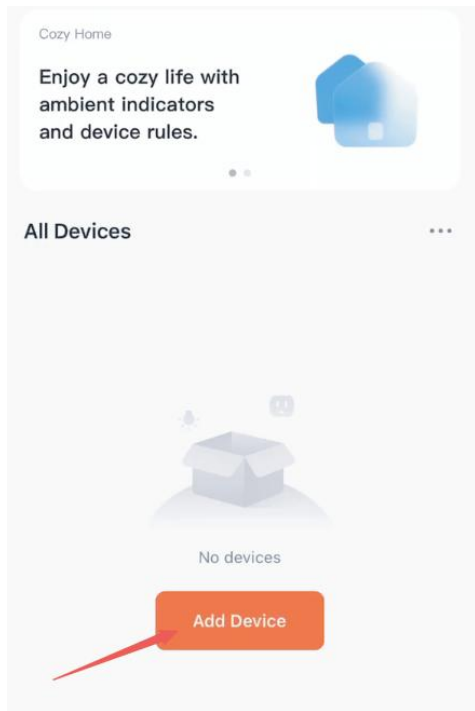 Cozy Home
Enjoy a cozy life with
ambient indicators
and device rules.
All Devices
No devices
Add Device